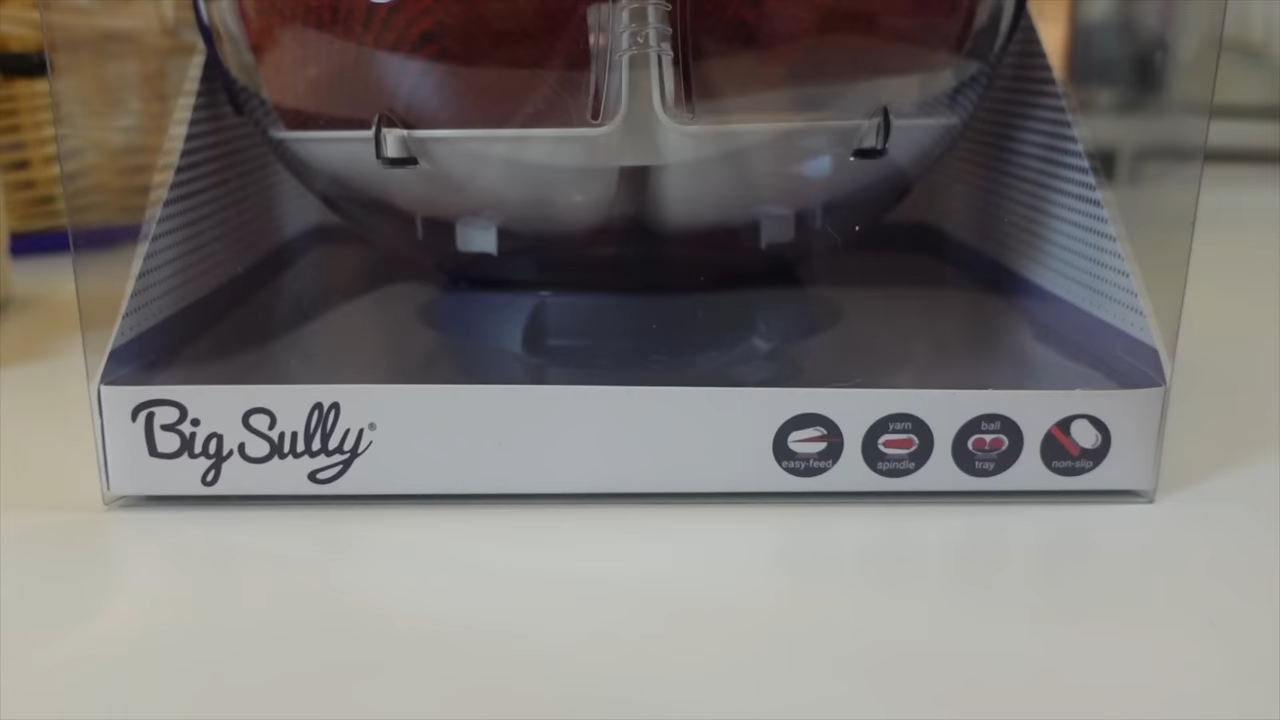 Big Sully®
easy-feed
yarn
spindle
ball
tray
non-slip